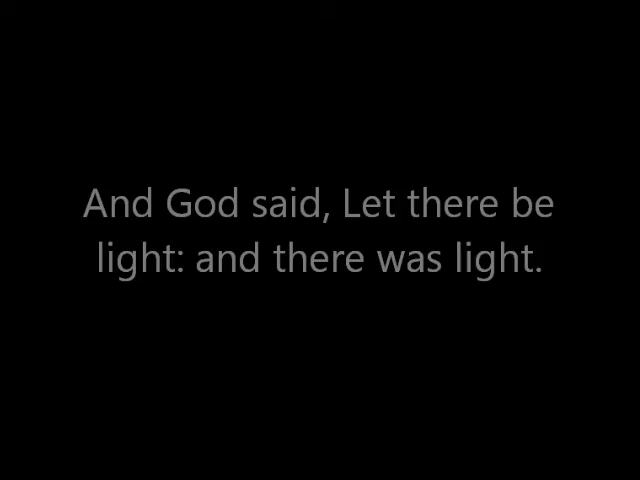 And God said, Let there be
light: and there was light.